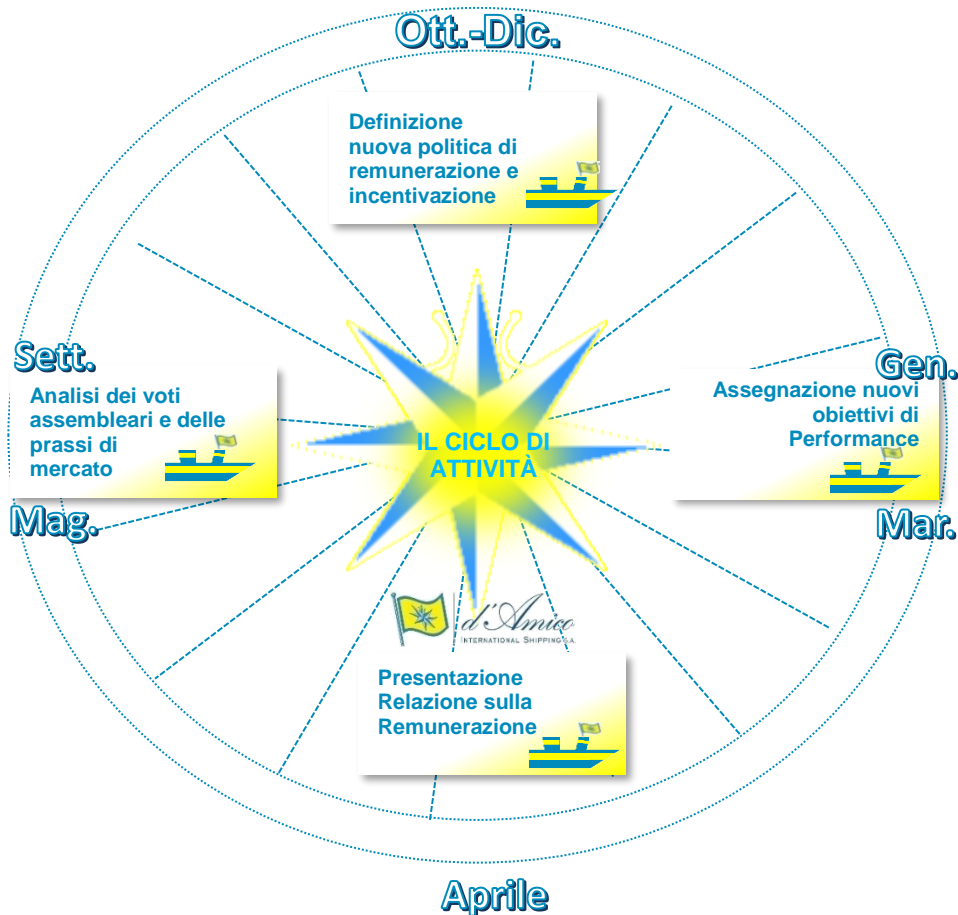 Ott.-Dic.
Definizione
nuova politica di
remunerazione e
incentivazione
Sett.
Analisi dei voti
assembleari e delle
prassi di
mercato
Mag.
Gen.
Assegnazione nuovi
obiettivi di
Performance
Mar.
IL CICLO DI
ATTIVITÀ
d'Amico
INTERNATIONAL SHIPPING S.A.
Presentazione
Relazione sulla
Remunerazione
Aprile